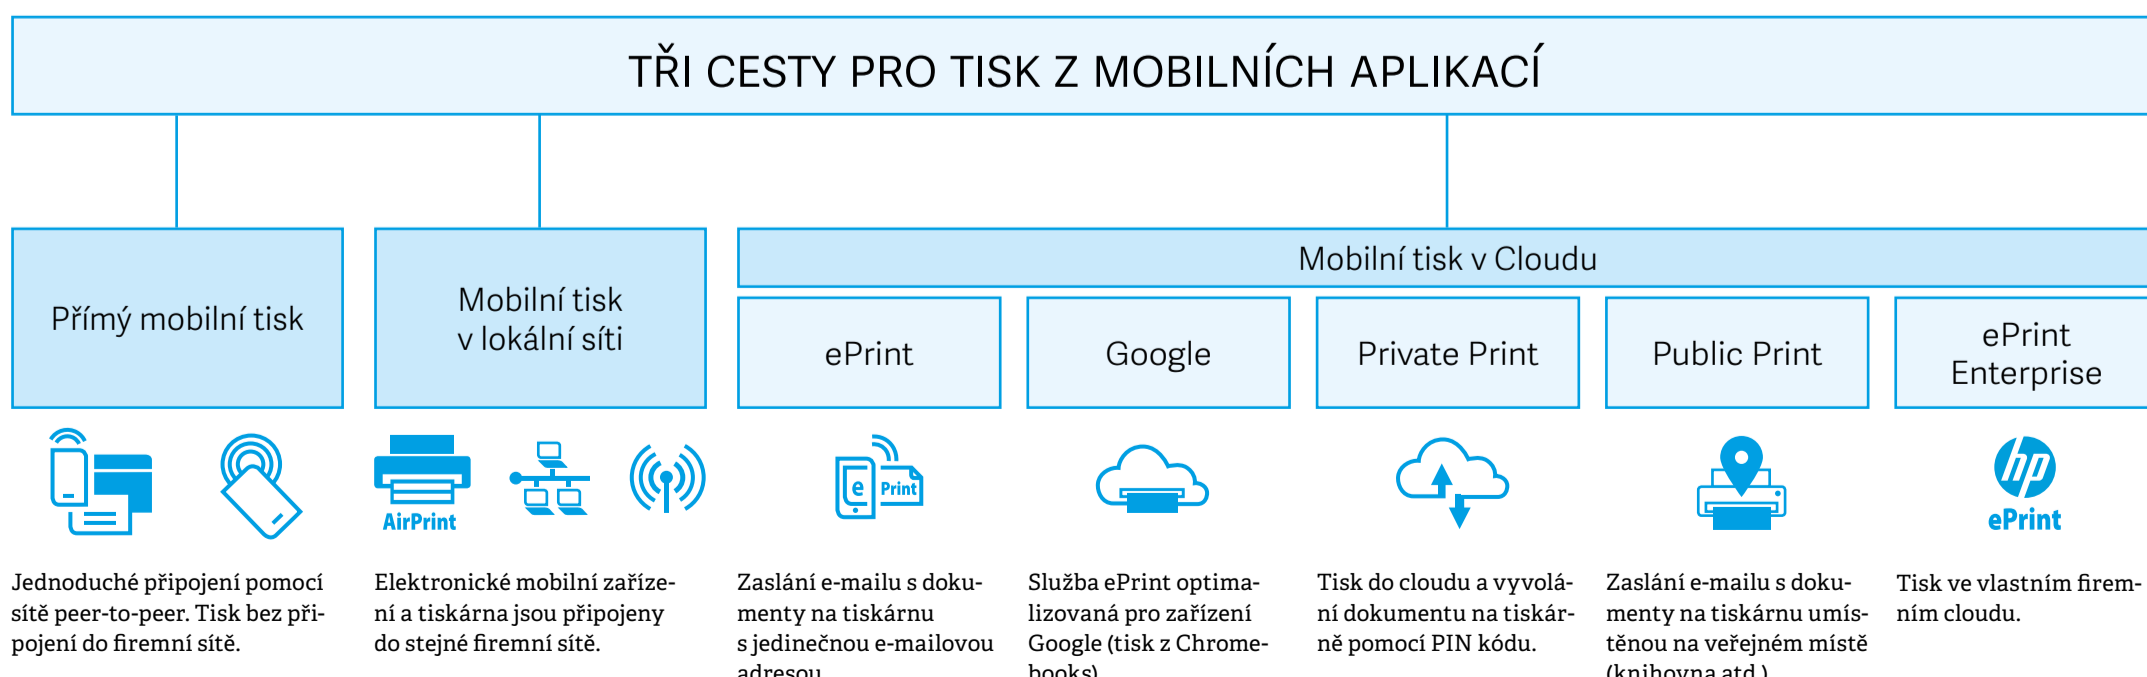 TŘI CESTY PRO TISK Z MOBILNÍCH APLIKACÍ
Přímý mobilní tisk
Mobilní tisk
v lokální síti
Mobilní tisk v Cloudu
ePrint
Google
Private Print
Public Print
ePrint
Enterprise
AirPrint
e Print
hp
ePrint
Jednoduché připojení pomocí
sítě peer-to-peer. Tisk bez při-
pojení do firemní sítě.
Elektronické mobilní zaříze-
ní a tiskárna jsou připojeny
do stejné firemní sítě.
Zaslání e-mailu s doku-
menty na tiskárnu
s jedinečnou e-mailovou
adresou.
Služba ePrint optima-
lizovaná pro zařízení
Google (tisk z Chrome-
books).
Tisk do cloudu a vyvolá-
ní dokumentu na tiskár-
ně pomocí PIN kódu.
Zaslání e-mailu s doku-
menty na tiskárnu umís-
těnou na veřejném místě
(knihovna atd.).
Tisk ve vlastním firem-
ním cloudu.